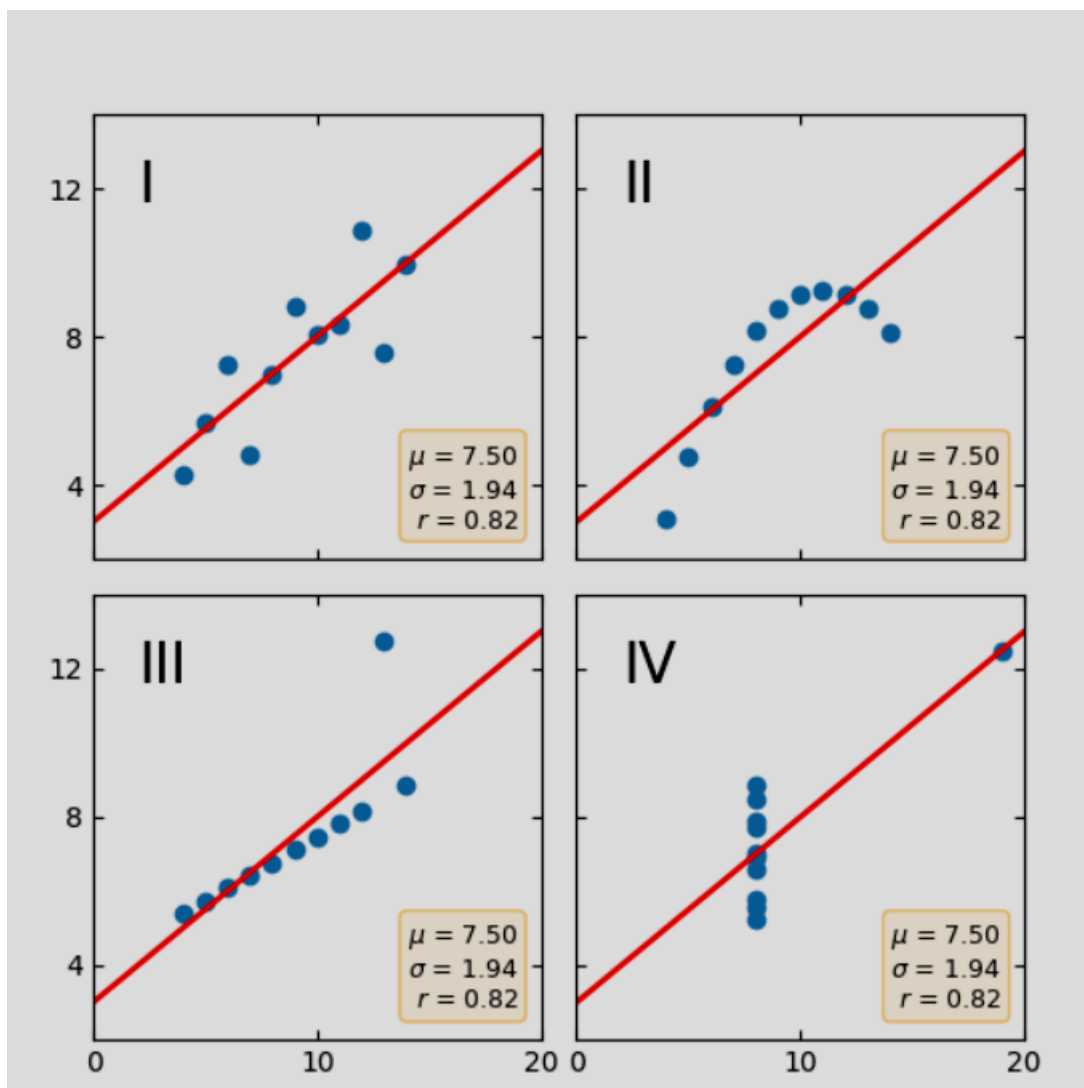 I
II
12
8
4
μ = 7.50
σ = 1.94
r = 0.82
μ = 7.50
σ = 1.94
r = 0.82
III
IV
12
8
4
μ = 7.50
σ = 1.94
r = 0.82
μ = 7.50
σ = 1.94
r = 0.82
0 10 20 0 10 20